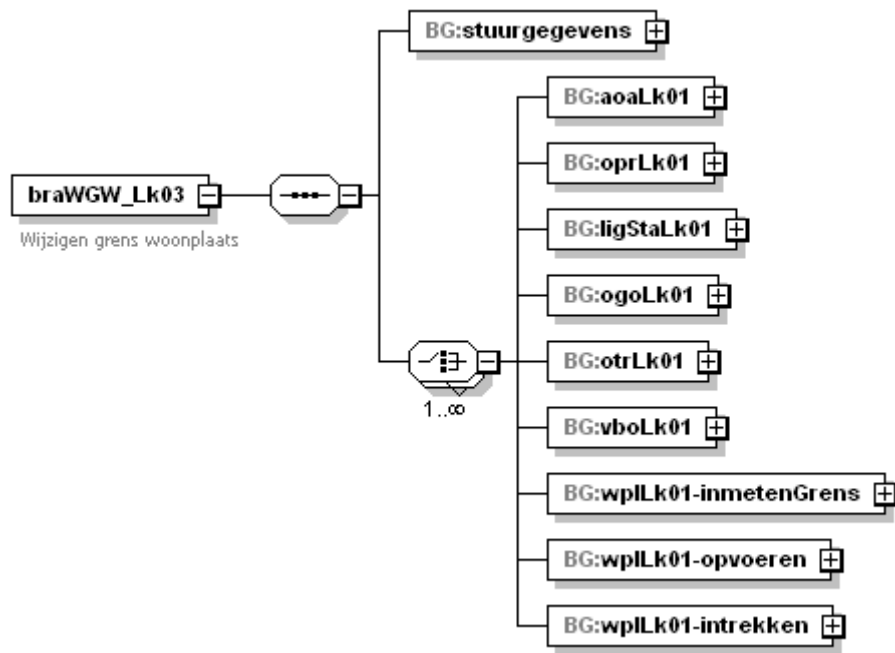 BG:stuurgegevens
BG:aoaLk01
BG:oprLk01
braWGW_Lk03
Wijzigen grens woonplaats
BG:ligStaLk01
BG:ogoLk01
BG:otrLk01
1..∞
BG:vboLk01
BG:wplLk01-inmetenGrens
BG:wplLk01-opvoeren
BG:wplLk01-intrekken